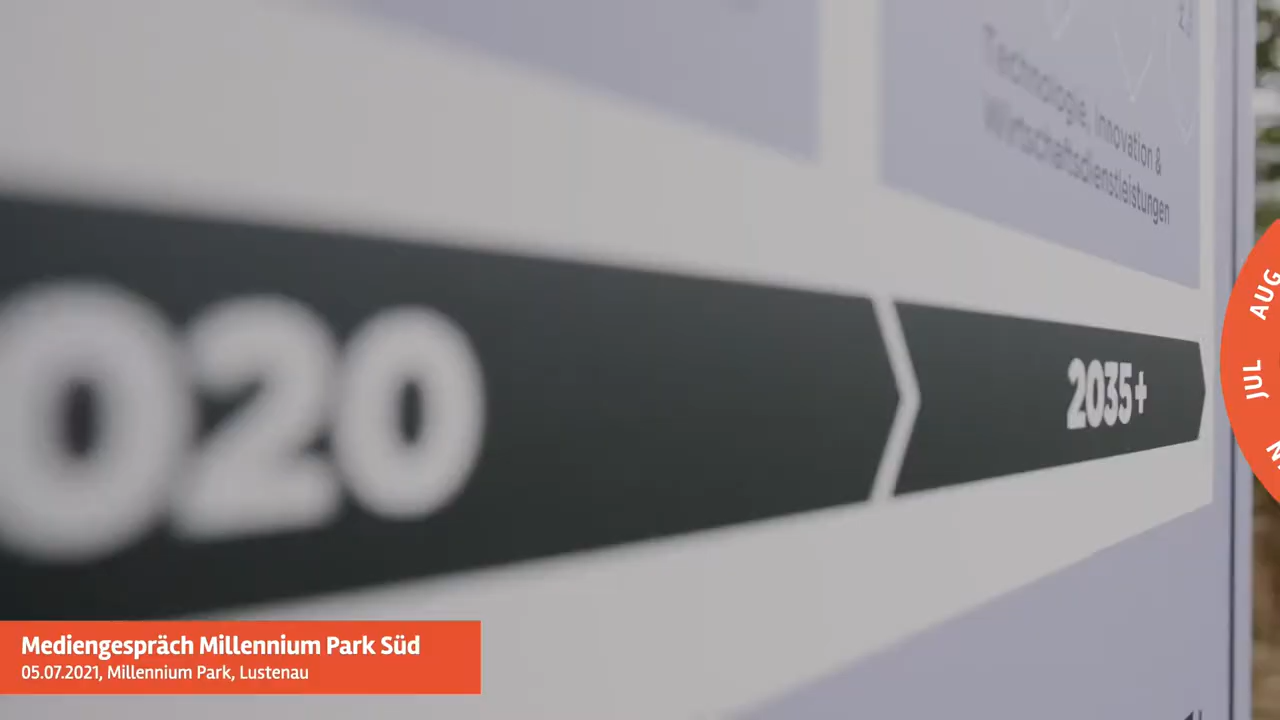 Technologie, Innovation &
Wirtschaftsdienstleistungen
020
2035+
AUG
JUL
Mediengespräch Millennium Park Süd
05.07.2021, Millennium Park, Lustenau